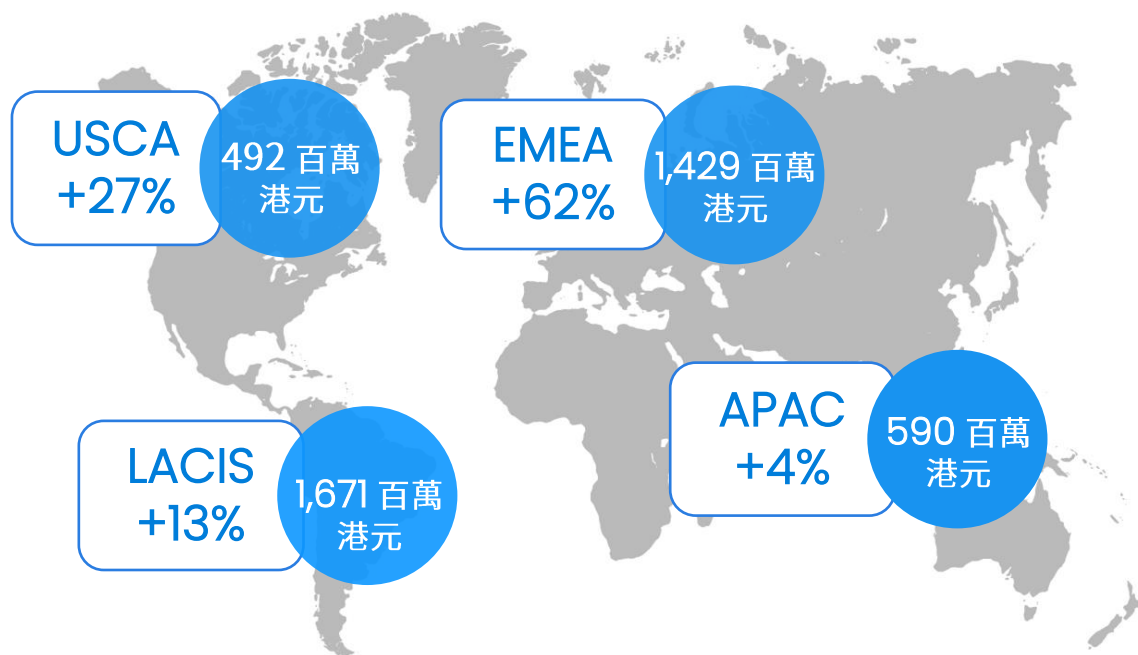 USCA
+27%
492 百萬
港元
EMEA
+62%
1,429 百萬
港元
LACIS
+13%
1,671 百萬
港元
APAC
+4%
590 百萬
港元